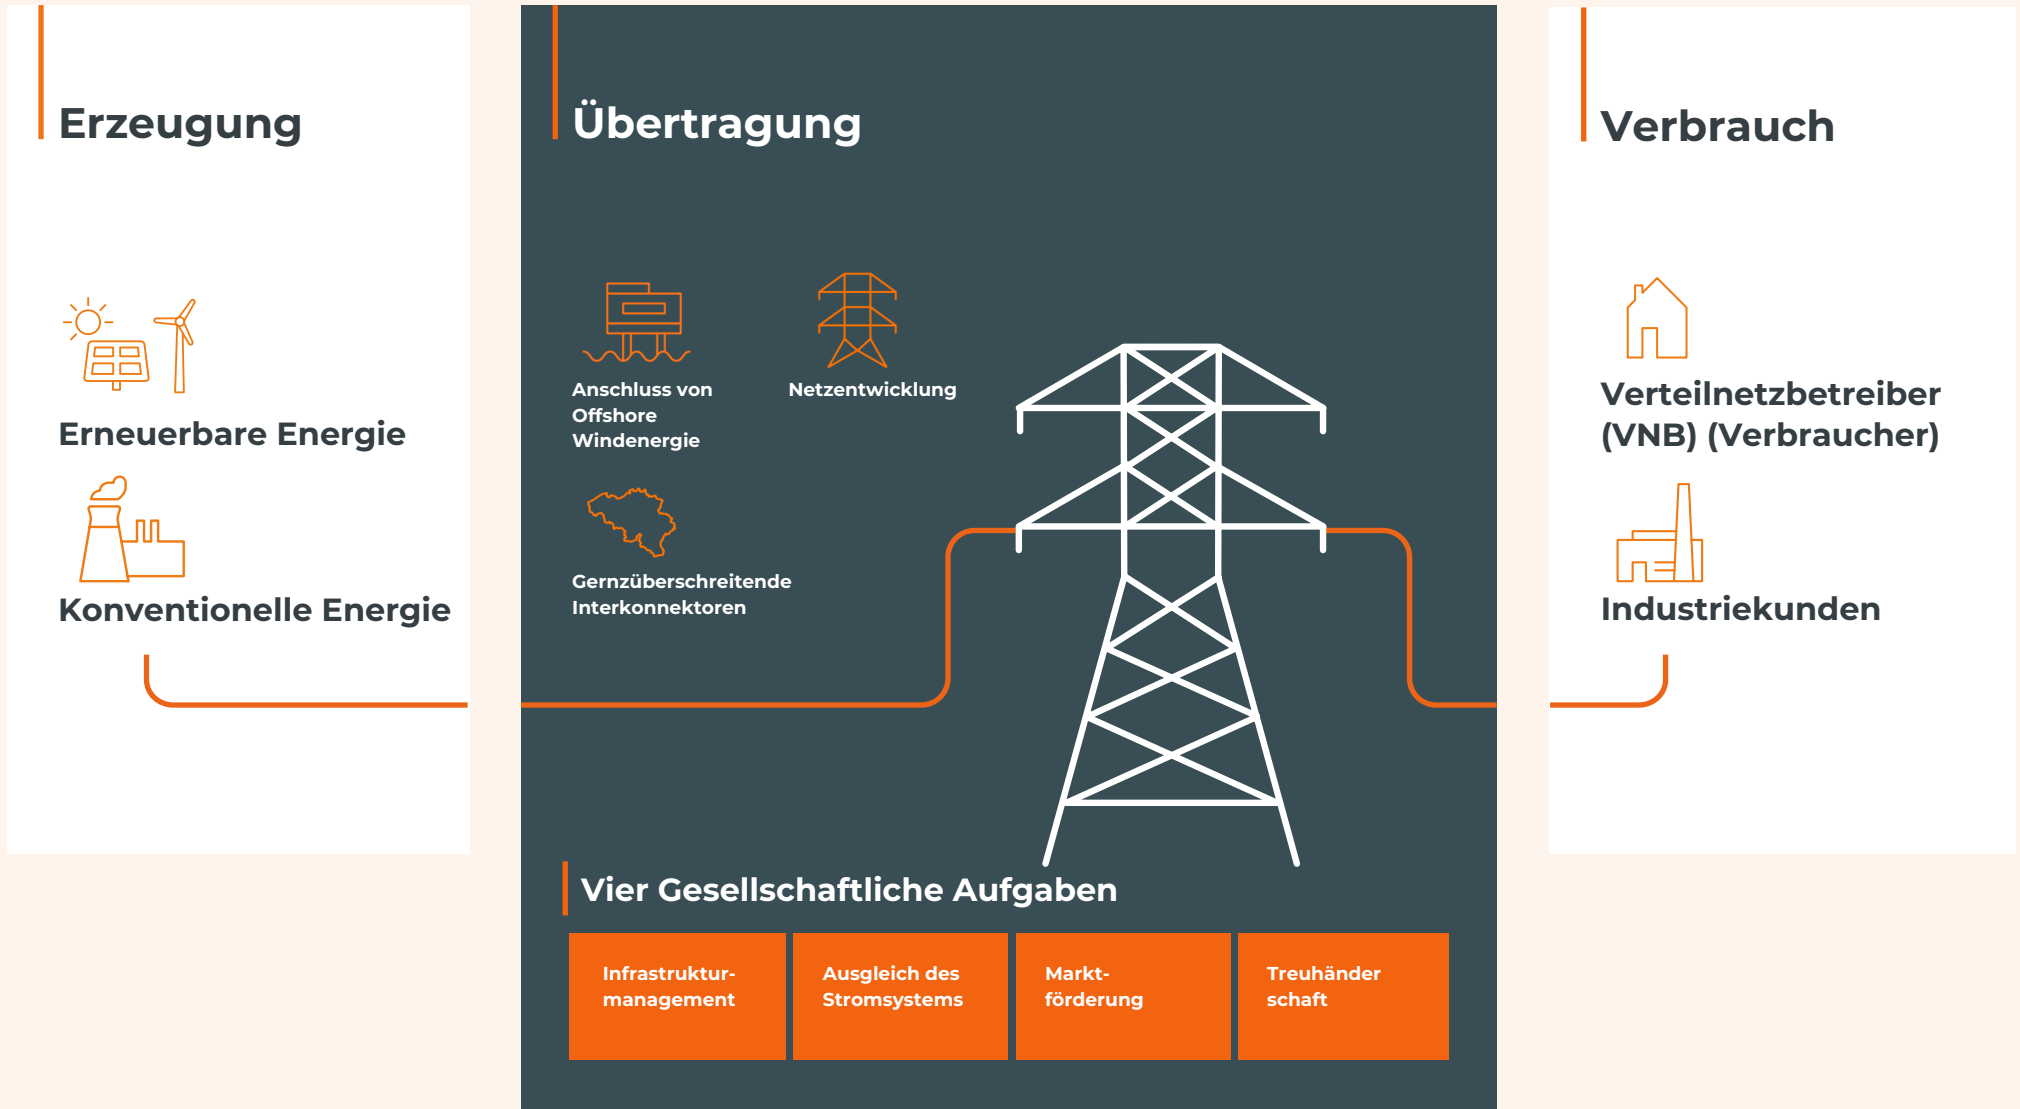 Erzeugung
Erneuerbare Energie
Konventionelle Energie
Übertragung
Anschluss von
Offshore
Windenergie
Netzentwicklung
Gernzüberschreitende
Interkonnektoren
Vier Gesellschaftliche Aufgaben
Infrastruktur-
management
Ausgleich des
Stromsystems
Markt-
förderung
Treuhänder
schaft
Verbrauch
Verteilnetzbetreiber
(VNB) (Verbraucher)
Industriekunden